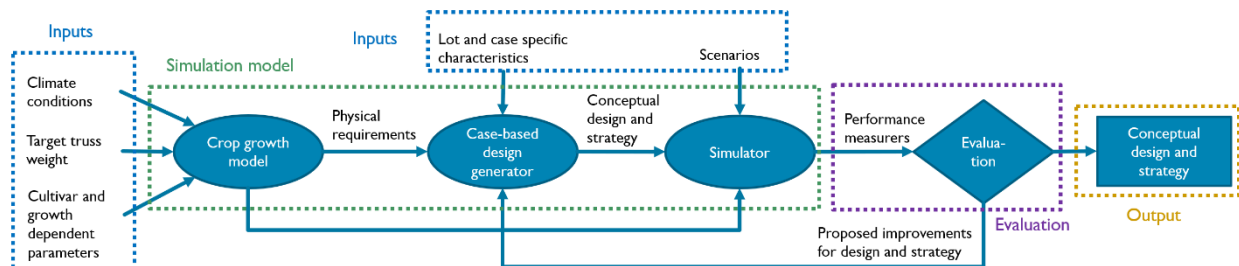 Inputs
Climate
conditions
Target truss
weight
Cultivar and
growth
dependent
parameters
Simulation model
Crop growth
model
Physical
requirements
Inputs
Lot and case specific
characteristics
Scenarios
Case-based
design
generator
Conceptual
design and
strategy
Simulator
Performance
measurers
Evalua-
tion
Evaluation
Proposed improvements
for design and strategy
Conceptual
design and
strategy
Output